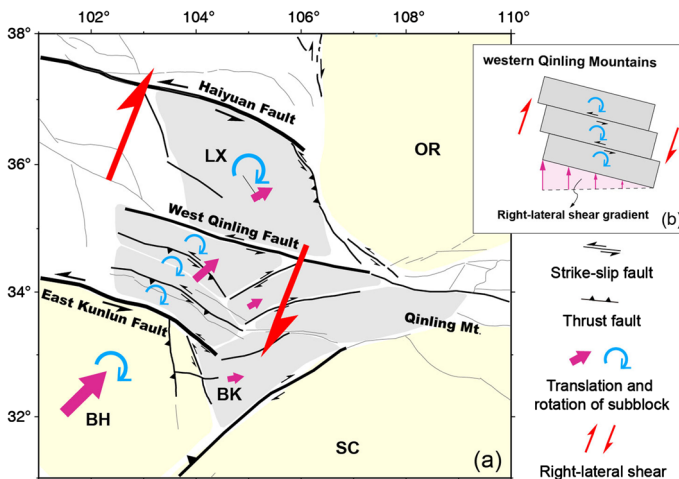 102°
104°
106°
108°
110°
38°
36°
34°
32°
Haiyuan Fault
LX
OR
West Qinling Fault
East Kunlun Fault
Qinling Mt.
BH
BK
SC
(a)
western Qinling Mountains
Right-lateral shear gradient
(b)
Strike-slip fault
Thrust fault
Translation and
rotation of subblock
Right-lateral shear